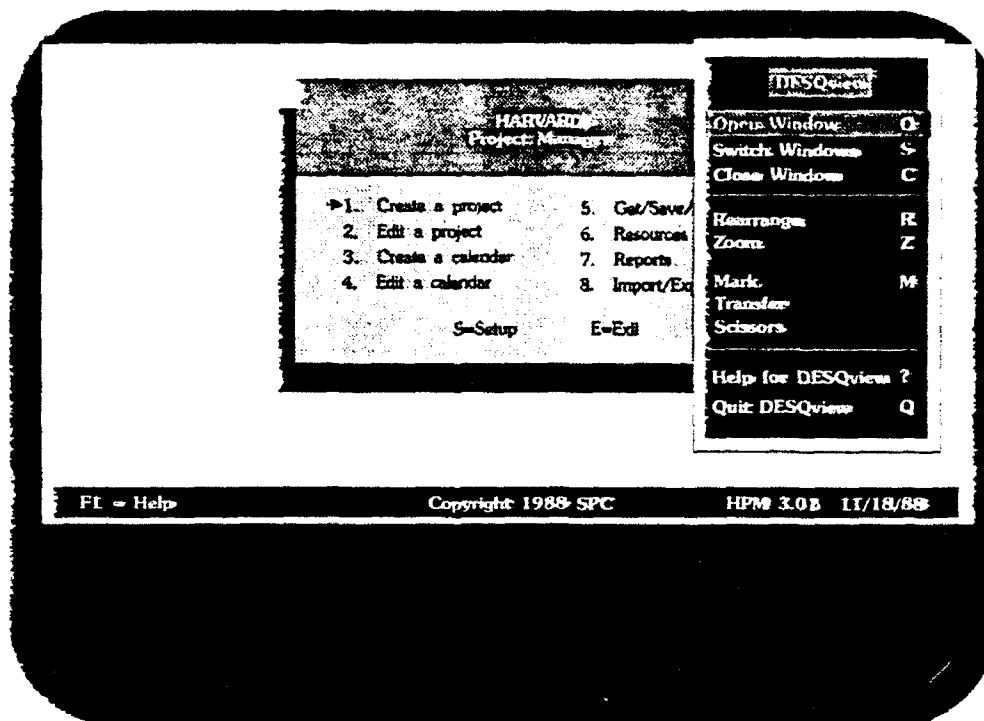 HARVARD
Project Manager
1. Create a project
2. Edit a project
3. Create a calendar
4. Edit a calendar
5. Get/Save/
6. Resources
7. Reports
8. Import/Ex
S=Setup E=Exit
DESQview
Open Window O
Switch Windows S
Close Window C
Rearrange R
Zoom Z
Mark M
Transfer
Scissors
Help for DESQview ?
Quit DESQview Q
F1 = Help Copyright 1988 SPC HPM 3.01 11/18/88